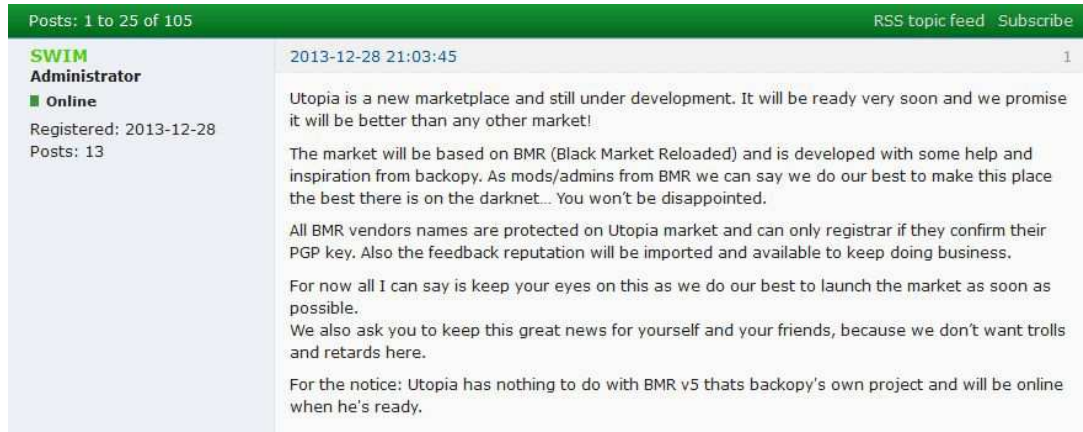 Posts: 1 to 25 of 105
RSS topic feed Subscribe
SWIM
Administrator
Online
Registered: 2013-12-28
Posts: 13
2013-12-28 21:03:45
1
Utopia is a new marketplace and still under development. It will be ready very soon and we promise
it will be better than any other market!
The market will be based on BMR (Black Market Reloaded) and is developed with some help and
inspiration from backopy. As mods/admins from BMR we can say we do our best to make this place
the best there is on the darknet... You won't be disappointed.
All BMR vendors names are protected on Utopia market and can only registrar if they confirm their
PGP key. Also the feedback reputation will be imported and available to keep doing business.
For now all I can say is keep your eyes on this as we do our best to launch the market as soon as
possible.
We also ask you to keep this great news for yourself and your friends, because we don't want trolls
and retards here.
For the notice: Utopia has nothing to do with BMR v5 thats backopy's own project and will be online
when he's ready.